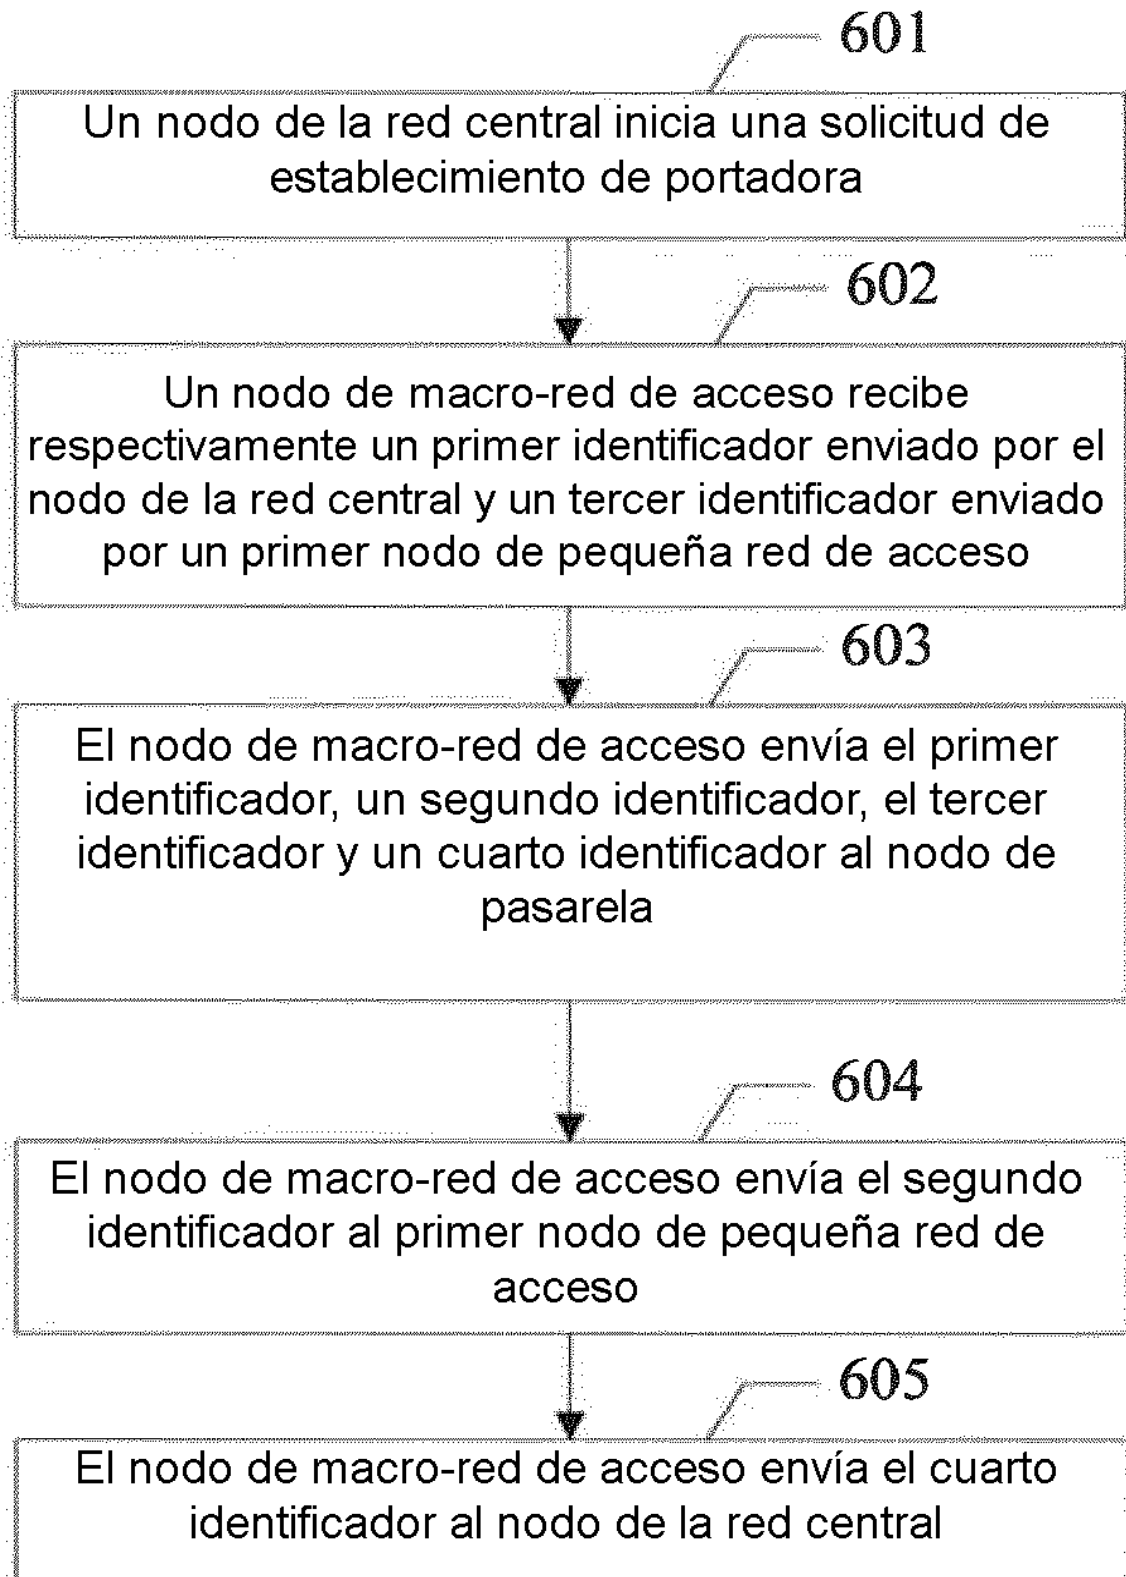 601
Un nodo de la red central inicia una solicitud de
establecimiento de portadora
602
Un nodo de macro-red de acceso recibe
respectivamente un primer identificador enviado por el
nodo de la red central y un tercer identificador enviado
por un primer nodo de pequeña red de acceso
603
El nodo de macro-red de acceso envía el primer
identificador, un segundo identificador, el tercer
identificador y un cuarto identificador al nodo de
pasarela
604
El nodo de macro-red de acceso envía el segundo
identificador al primer nodo de pequeña red de
acceso
605
El nodo de macro-red de acceso envía el cuarto
identificador al nodo de la red central